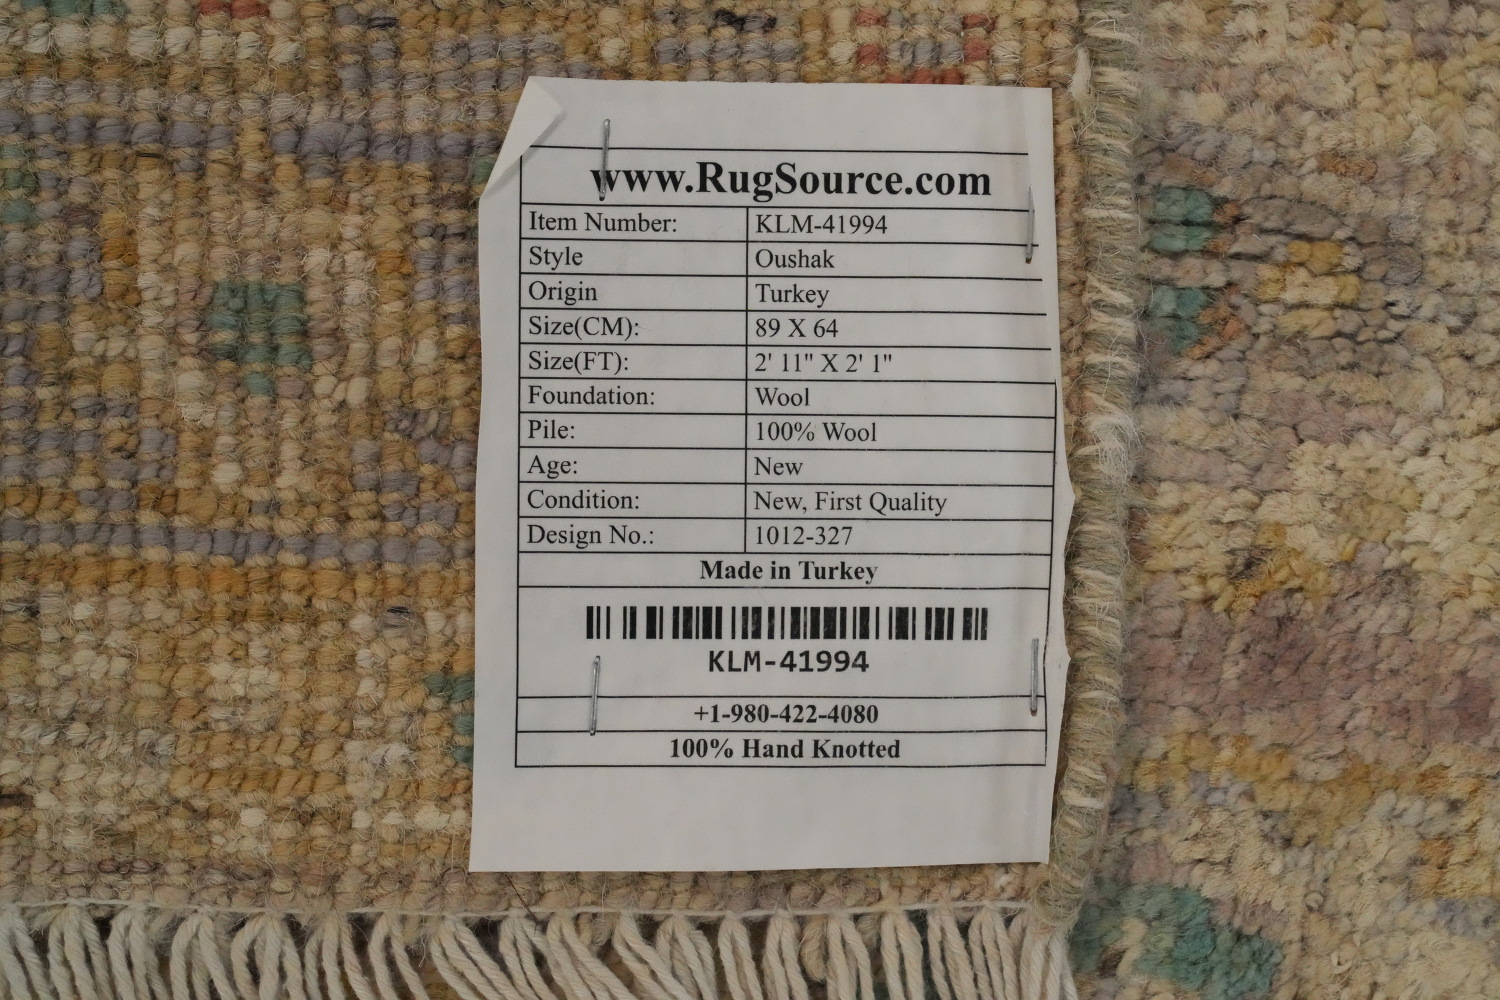 www.RugSource.com
Item Number: KLM-41994
Style Oushak
Origin Turkey
Size(CM): 89 X 64
Size(FT): 2' 11" X 2' 1"
Foundation: Wool
Pile: 100% Wool
Age: New
Condition: New, First Quality
Design No.: 1012-327
Made in Turkey
KLM-41994
+1-980-422-4080
100% Hand Knotted